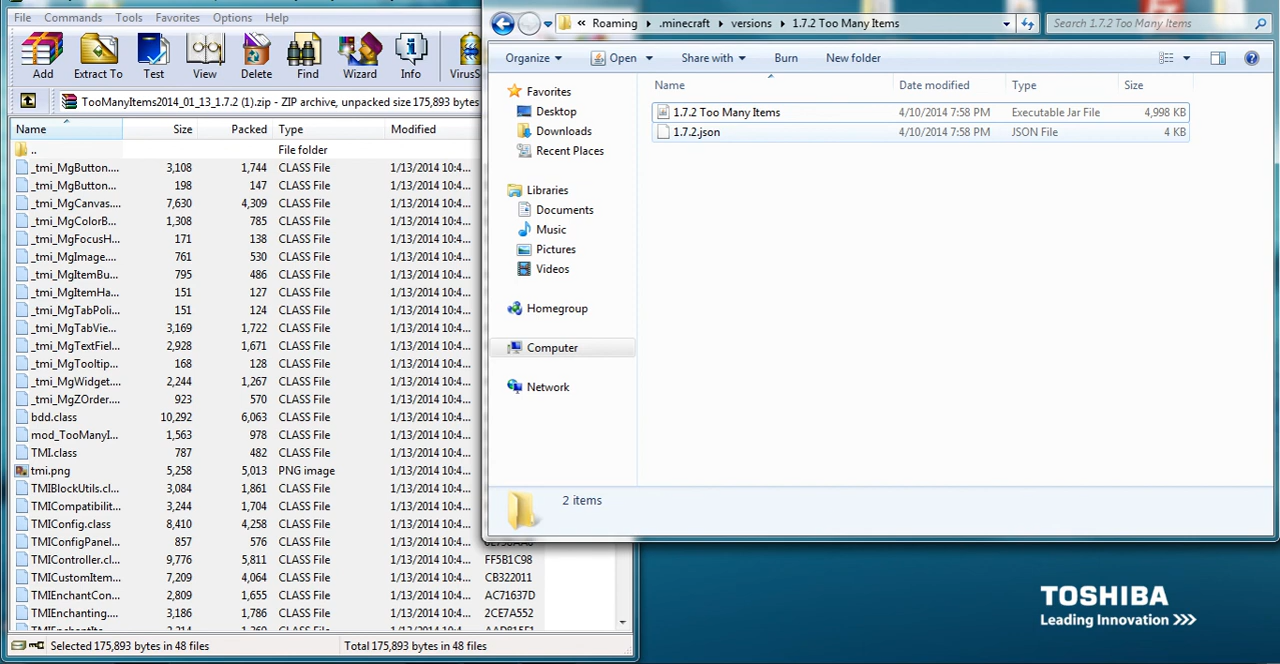 File Commands Tools Favorites Options Help
Add Extract To Test View Delete Find Wizard Info VirusS
TooManyItems2014_01_13_1.7.2 (1).zip - ZIP archive, unpacked size 175,893 bytes
Name Size Packed Type Modified
.. File folder
_tmi_MgButton.... 3,108 1,744 CLASS File 1/13/2014 10:4...
_tmi_MgButton... 198 147 CLASS File 1/13/2014 10:4...
_tmi_MgCanvas.... 7,630 4,309 CLASS File 1/13/2014 10:4...
_tmi_MgColorB... 1,308 785 CLASS File 1/13/2014 10:4...
_tmi_MgFocusH... 171 138 CLASS File 1/13/2014 10:4...
_tmi_MgImage.... 761 530 CLASS File 1/13/2014 10:4...
_tmi_MgItemBu... 795 486 CLASS File 1/13/2014 10:4...
_tmi_MgItemHa... 151 127 CLASS File 1/13/2014 10:4...
_tmi_MgTabPoli... 151 124 CLASS File 1/13/2014 10:4...
_tmi_MgTabVie... 3,169 1,722 CLASS File 1/13/2014 10:4...
_tmi_MgTextFiel... 2,928 1,671 CLASS File 1/13/2014 10:4...
_tmi_MgTooltip... 168 128 CLASS File 1/13/2014 10:4...
_tmi_MgWidget.... 2,244 1,267 CLASS File 1/13/2014 10:4...
_tmi_MgZOrder.... 923 570 CLASS File 1/13/2014 10:4...
bdd.class 10,292 6,063 CLASS File 1/13/2014 10:4...
mod_TooManyI... 1,563 978 CLASS File 1/13/2014 10:4...
TMI.class 787 482 CLASS File 1/13/2014 10:4...
tmi.png 5,258 5,013 PNG image 1/13/2014 10:4...
TMIBlockUtils.cl... 3,084 1,861 CLASS File 1/13/2014 10:4...
TMICompatibilit... 3,244 1,704 CLASS File 1/13/2014 10:4...
TMIConfig.class 8,410 4,258 CLASS File 1/13/2014 10:4...
TMIConfigPanel... 857 576 CLASS File 1/13/2014 10:4...
TMIController.cl... 9,776 5,811 CLASS File 1/13/2014 10:4... FF5B1C98
TMICustomItem... 7,209 4,064 CLASS File 1/13/2014 10:4... CB322011
TMIEnchantCon... 2,809 1,655 CLASS File 1/13/2014 10:4... AC71637D
TMIEnchanting.... 3,186 1,786 CLASS File 1/13/2014 10:4... 2CE7A552
Selected 175,893 bytes in 48 files Total 175,893 bytes in 48 files
« Roaming .minecraft versions 1.7.2 Too Many Items Search 1.7.2 Too Many Items
Organize Open Share with Burn New folder
Favorites
Desktop
Downloads
Recent Places
Libraries
Documents
Music
Pictures
Videos
Homegroup
Computer
Network
Name Date modified Type Size
1.7.2 Too Many Items 4/10/2014 7:58 PM Executable Jar File 4,998 KB
1.7.2.json 4/10/2014 7:58 PM JSON File 4 KB
2 items
TOSHIBA
Leading Innovation >>>